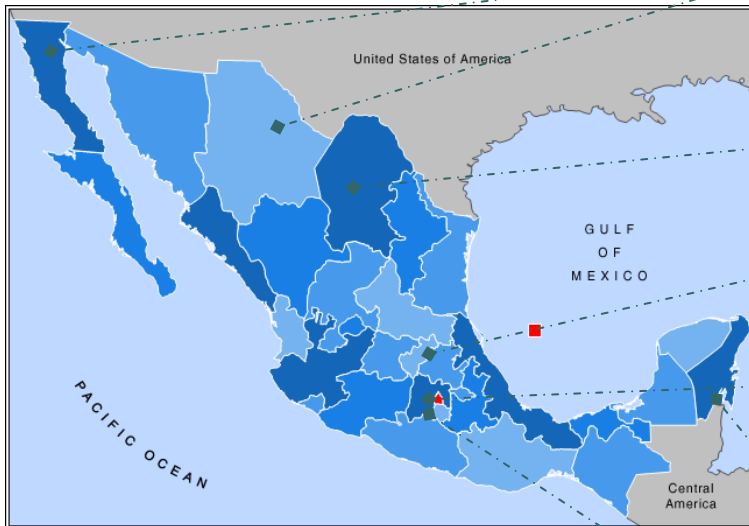 United States of America
GULF
OF
MEXICO
PACIFIC OCEAN
Central
America